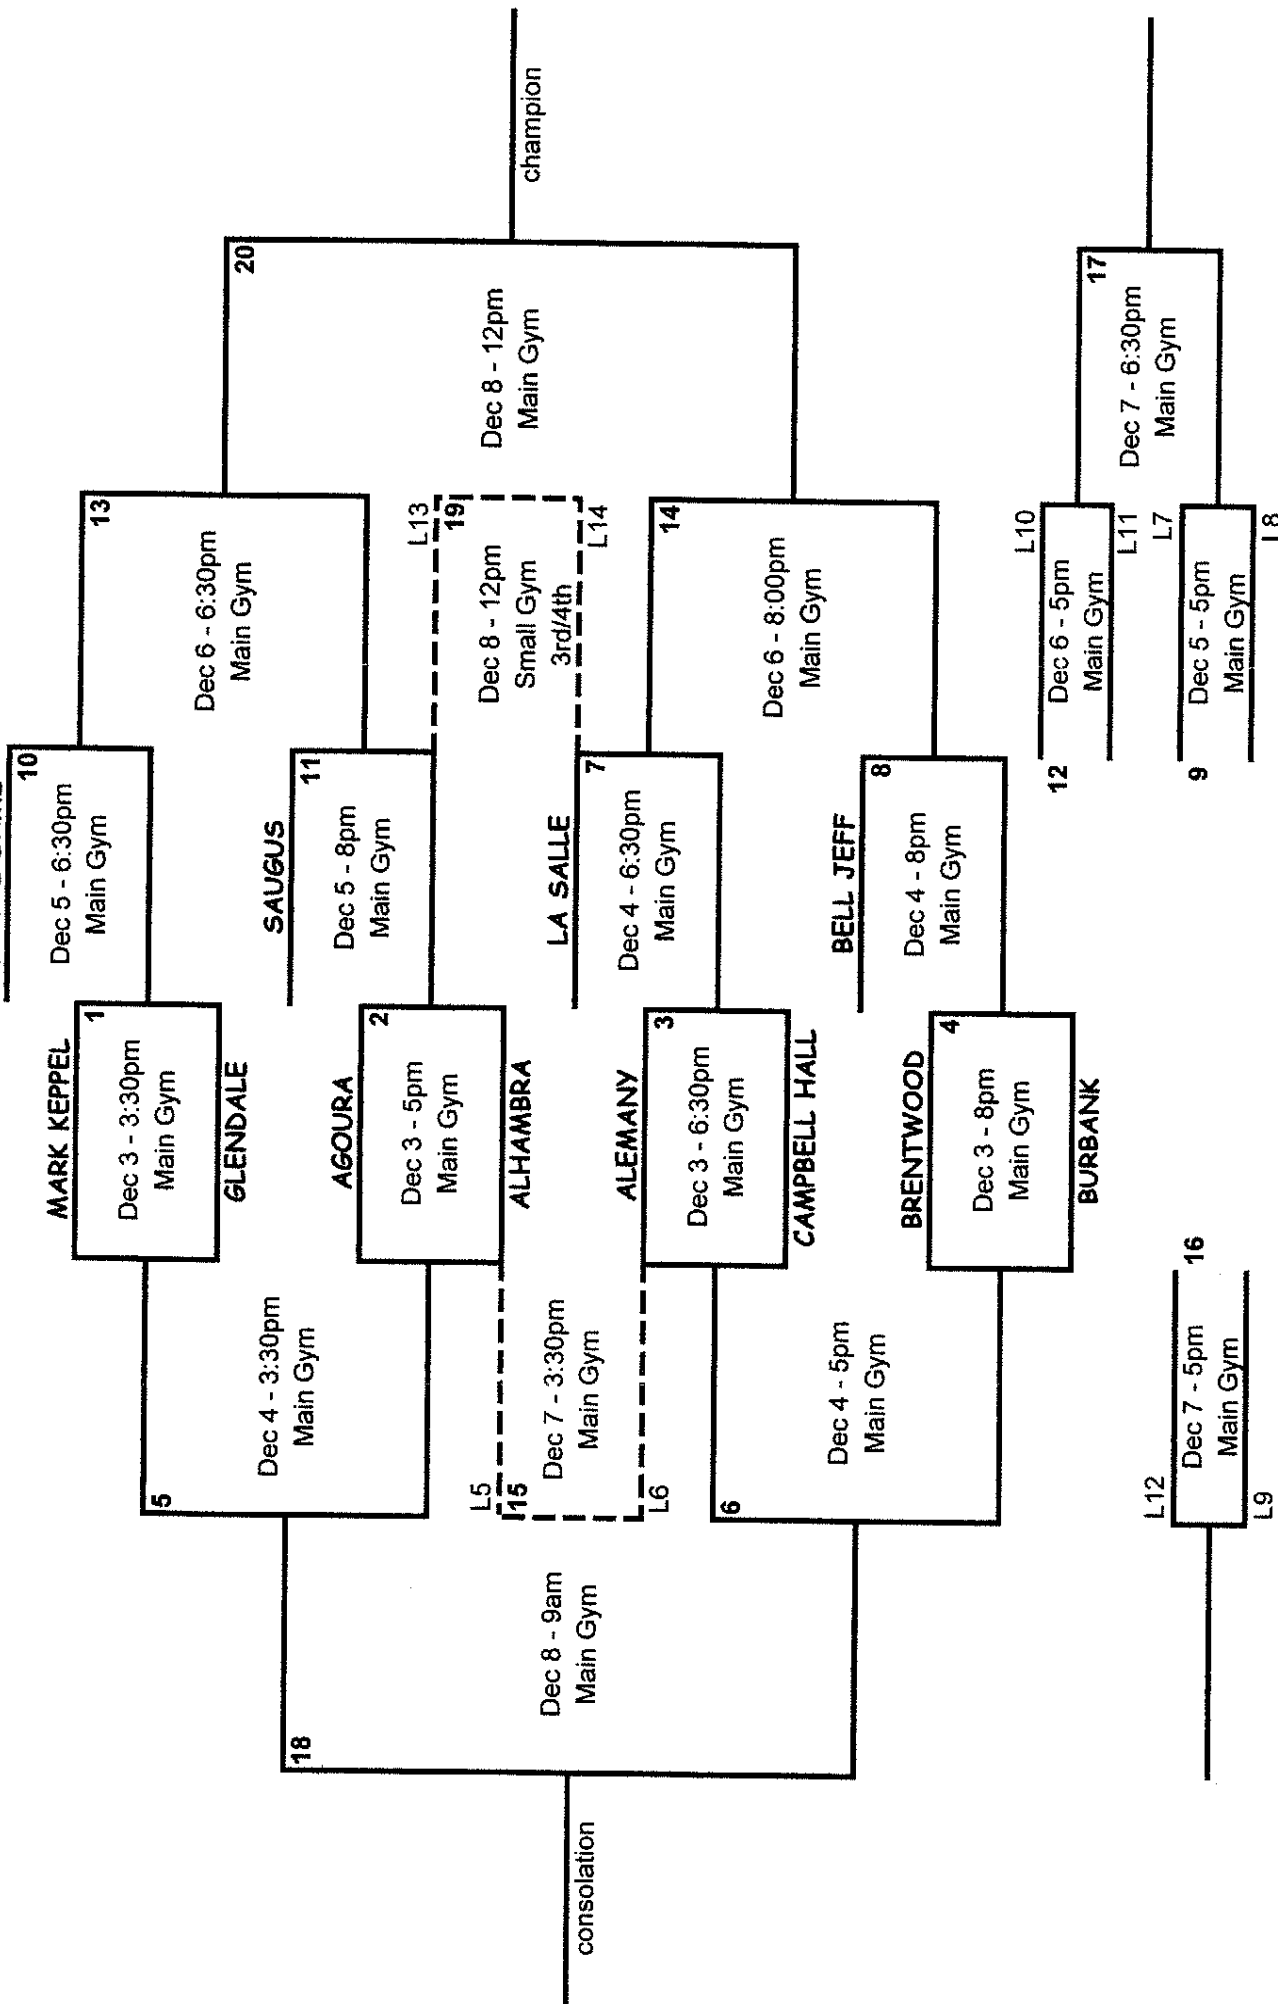 10
Dec 5 - 6:30pm
Main Gym
MARK KEPPEL
1
Dec 3 - 3:30pm
Main Gym
GLENDALE
13
Dec 6 - 6:30pm
Main Gym
5
Dec 4 - 3:30pm
Main Gym
SAUGUS
11
Dec 5 - 8pm
Main Gym
AGOURA
2
Dec 3 - 5pm
Main Gym
ALHAMBRA
20
Dec 8 - 12pm
Main Gym
champion
L13
19
Dec 8 - 12pm
Small Gym
3rd/4th
L14
L5
15
Dec 7 - 3:30pm
Main Gym
L6
18
Dec 8 - 9am
Main Gym
consolation
LA SALLE
7
Dec 4 - 6:30pm
Main Gym
ALEMANY
3
Dec 3 - 6:30pm
Main Gym
CAMPBELL HALL
14
Dec 6 - 8:00pm
Main Gym
6
Dec 4 - 5pm
Main Gym
BELL JEFF
8
Dec 4 - 8pm
Main Gym
BRENTWOOD
4
Dec 3 - 8pm
Main Gym
BURBANK
L10
12
Dec 6 - 5pm
Main Gym
L11
17
Dec 7 - 6:30pm
Main Gym
L7
9
Dec 5 - 5pm
Main Gym
L8
L12
16
Dec 7 - 5pm
Main Gym
L9